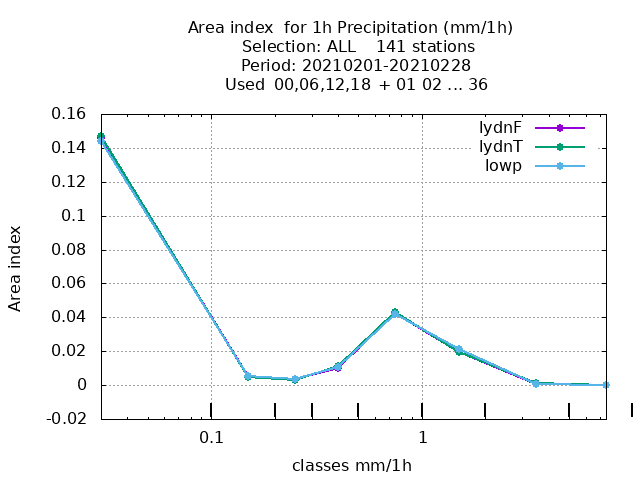 Area index  for 1h Precipitation (mm/1h)
Selection: ALL    141 stations
Period: 20210201-20210228
Used  00,06,12,18 + 01 02 ... 36
0.16
0.14
0.12
0.1
0.08
0.06
0.04
0.02
0
-0.02
Area index
lydnF
lydnT
lowp
0.1
1
classes mm/1h